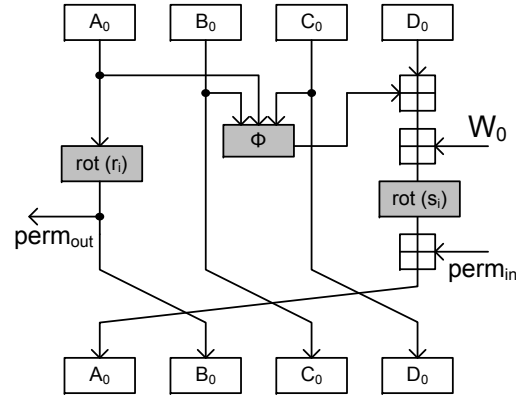 A₀ B₀ C₀ D₀
Φ
W₀
rot (rᵢ)
rot (sᵢ)
permₒᵤₜ
permᵢₙ
A₀ B₀ C₀ D₀